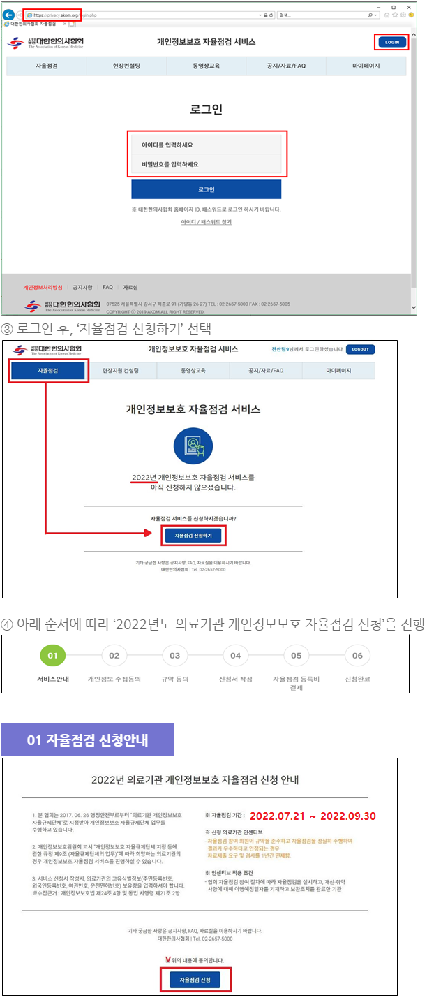 https://privacy.akom.org/login.php
검색...
대한한의사협회 자율점검
사단법인 대한한의사협회
The Association of Korean Medicine
개인정보보호 자율점검 서비스
LOGIN
자율점검 현장컨설팅 동영상교육 공지/자료/FAQ 마이페이지
로그인
아이디를 입력하세요
비밀번호를 입력하세요
로그인
※ 대한한의사협회 홈페이지 ID, 패스워드로 로그인 하시기 바랍니다.
아이디 / 패스워드 찾기
개인정보처리방침 공지사항 FAQ 자료실
사단법인 대한한의사협회
The Association of Korean Medicine
07525 서울특별시 강서구 허준로 91 (가양동 26-27) TEL : 02-2657-5000 FAX : 02-2657-5005
COPYRIGHT ⓒ 2019 AKOM ALL RIGHT RESERVED.
③ 로그인 후, ‘자율점검 신청하기’ 선택
사단법인 대한한의사협회
The Association of Korean Medicine
개인정보보호 자율점검 서비스
전산팀9님께서 로그인하셨습니다 LOGOUT
자율점검 현장지원 컨설팅 동영상교육 공지/자료/FAQ 마이페이지
개인정보보호 자율점검 서비스
2022년 개인정보보호 자율점검 서비스를
아직 신청하지 않으셨습니다.
자율점검 서비스를 신청하시겠습니까?
자율점검 신청하기
기타 궁금한 사항은 공지사항, FAQ, 자료실을 이용하시기 바랍니다.
대한한의사협회 | Tel. 02-2657-5000
④ 아래 순서에 따라 ‘2022년도 의료기관 개인정보보호 자율점검 신청’을 진행
01 02 03 04 05 06
서비스안내 개인정보 수집동의 규약 동의 신청서 작성 자율점검 등록비 신청완료
결제
01 자율점검 신청안내
2022년 의료기관 개인정보보호 자율점검 신청 안내
1. 본 협회는 2017. 06. 26 행정안전부로부터 “의료기관 개인정보보호
자율규제단체”로 지정받아 개인정보보호 자율규제단체 업무를
수행하고 있습니다.
2. 개인정보보호위원회 고시 “개인정보보호 자율규제단체 지정 등에
관한 규정 제9조 (자율규제단체의 업무)”에 따라 희망하는 의료기관의
경우 개인정보보호 자율점검 서비스를 진행하실 수 있습니다.
3. 서비스 신청서 작성시, 의료기관의 고유식별정보(주민등록번호,
외국인등록번호, 여권번호, 운전면허번호) 보유량을 입력하셔야 합니다.
※수집근거 : 개인정보보호법 제24조 4항 및 동법 시행령 제21조 2항
※ 자율점검 기간 : 2022.07.21 ~ 2022.09.30
※ 신청 의료기관 인센티브
- 자율점검 참여 회원이 규약을 준수하고 자율점검을 성실히 수행하여
결과가 우수하다고 인정되는 경우
자료제출 요구 및 검사를 1년간 면제함.
※ 인센티브 적용 조건
- 협회 자율점검 참여 절차에 따라 자율점검을 실시하고, 개선·취약
사항에 대해 이행예정일자를 기재하고 보완조치를 완료한 기관
기타 궁금한 사항은 공지사항, FAQ, 자료실을 이용하시기 바랍니다.
대한한의사협회 | Tel. 02-2657-5000
위의 내용에 동의합니다.
자율점검 신청